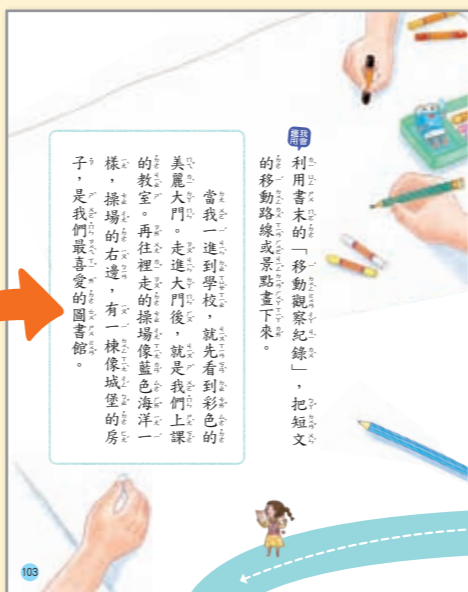 我會應用
利用書末的「移動觀察紀錄」，把短文
的移動路線或景點畫下來。
當我一進到學校，就先看到彩色的
美麗大門。走進大門後，就是我們上課
的教室。再往裡走的操場像藍色海洋一
樣，操場的右邊，有一棟像城堡的房
子，是我們最喜愛的圖書館。
103